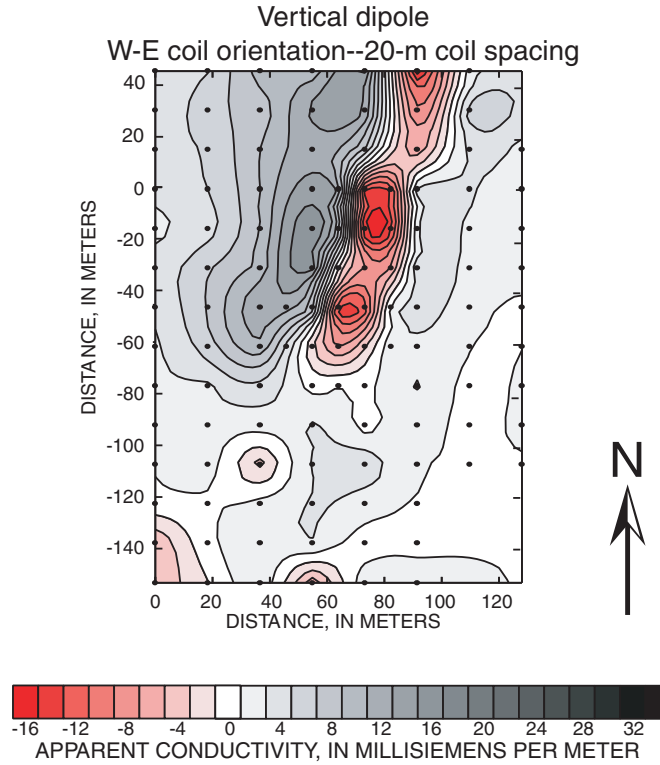 Vertical dipole
W-E coil orientation--20-m coil spacing
40
20
0
-20
-40
-60
-80
-100
-120
-140
DISTANCE, IN METERS
0 20 40 60 80 100 120
DISTANCE, IN METERS
N
-16 -12 -8 -4 0 4 8 12 16 20 24 28 32
APPARENT CONDUCTIVITY, IN MILLISIEMENS PER METER